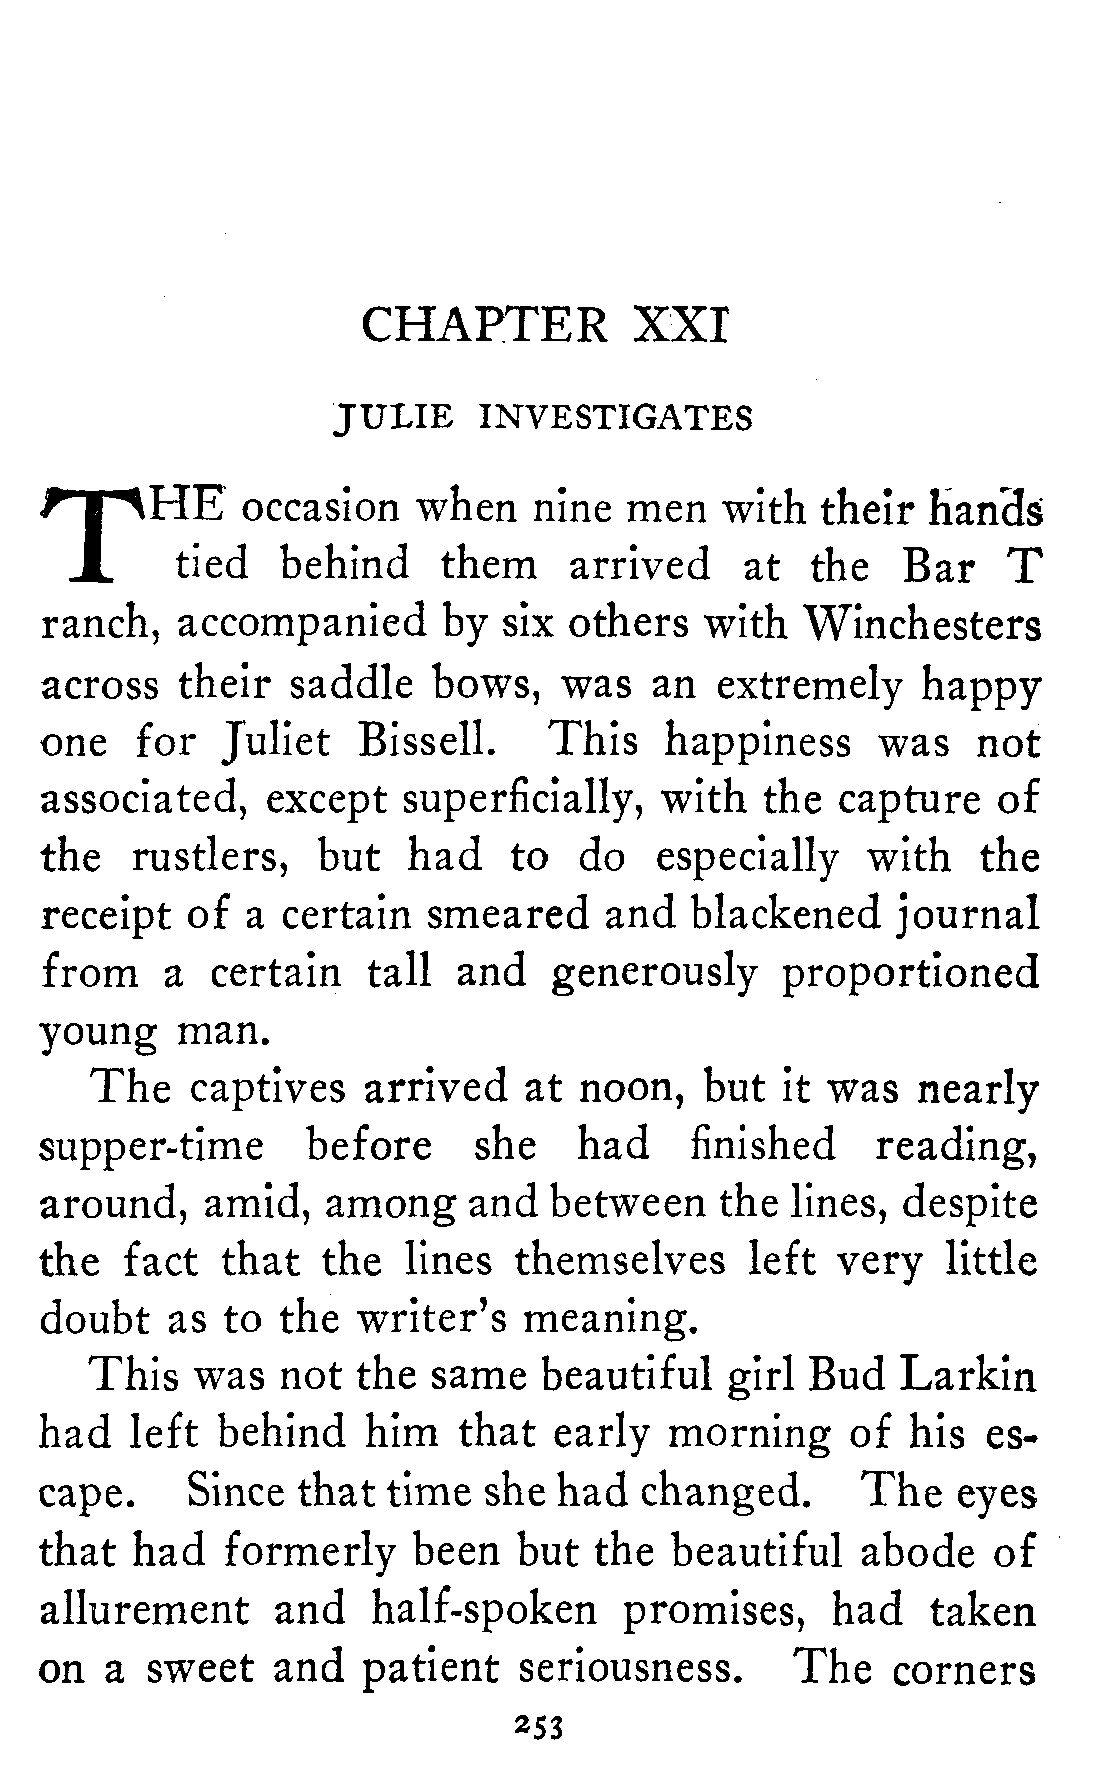 CHAPTER XXI
JULIE INVESTIGATES
THE occasion when nine men with their hands
tied behind them arrived at the Bar T
ranch, accompanied by six others with Winchesters
across their saddle bows, was an extremely happy
one for Juliet Bissell. This happiness was not
associated, except superficially, with the capture of
the rustlers, but had to do especially with the
receipt of a certain smeared and blackened journal
from a certain tall and generously proportioned
young man.
The captives arrived at noon, but it was nearly
supper-time before she had finished reading,
around, amid, among and between the lines, despite
the fact that the lines themselves left very little
doubt as to the writer's meaning.
This was not the same beautiful girl Bud Larkin
had left behind him that early morning of his es-
cape. Since that time she had changed. The eyes
that had formerly been but the beautiful abode of
allurement and half-spoken promises, had taken
on a sweet and patient seriousness. The corners
253